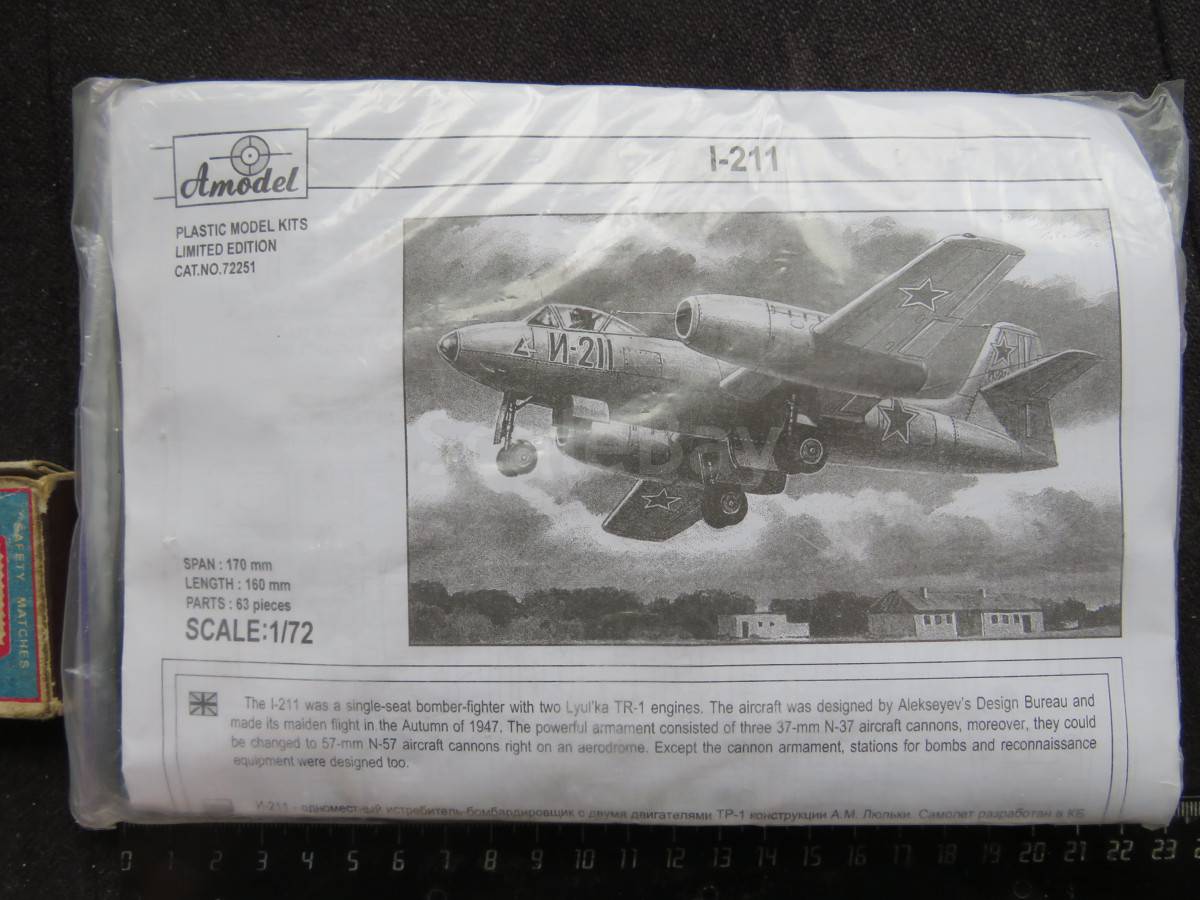 Amodel
I-211
PLASTIC MODEL KITS
LIMITED EDITION
CAT.NO.72251
И-211
ScaleBay
SPAN : 170 mm
LENGTH : 160 mm
PARTS : 63 pieces
SCALE:1/72
SAFETY MATCHES
The I-211 was a single-seat bomber-fighter with two Lyul'ka TR-1 engines. The aircraft was designed by Alekseyev's Design Bureau and
made its maiden flight in the Autumn of 1947. The powerful armament consisted of three 37-mm N-37 aircraft cannons, moreover, they could
be changed to 57-mm N-57 aircraft cannons right on an aerodrome. Except the cannon armament, stations for bombs and reconnaissance
equipment were designed too.
И-211 - одноместный истребитель-бомбардировщик с двумя двигателями ТР-1 конструкции А.М. Люльки. Самолет разработан в КБ
0 1 2 3 4 5 6 7 8 9 10 11 12 13 14 15 16 17 18 19 20 21 22 23